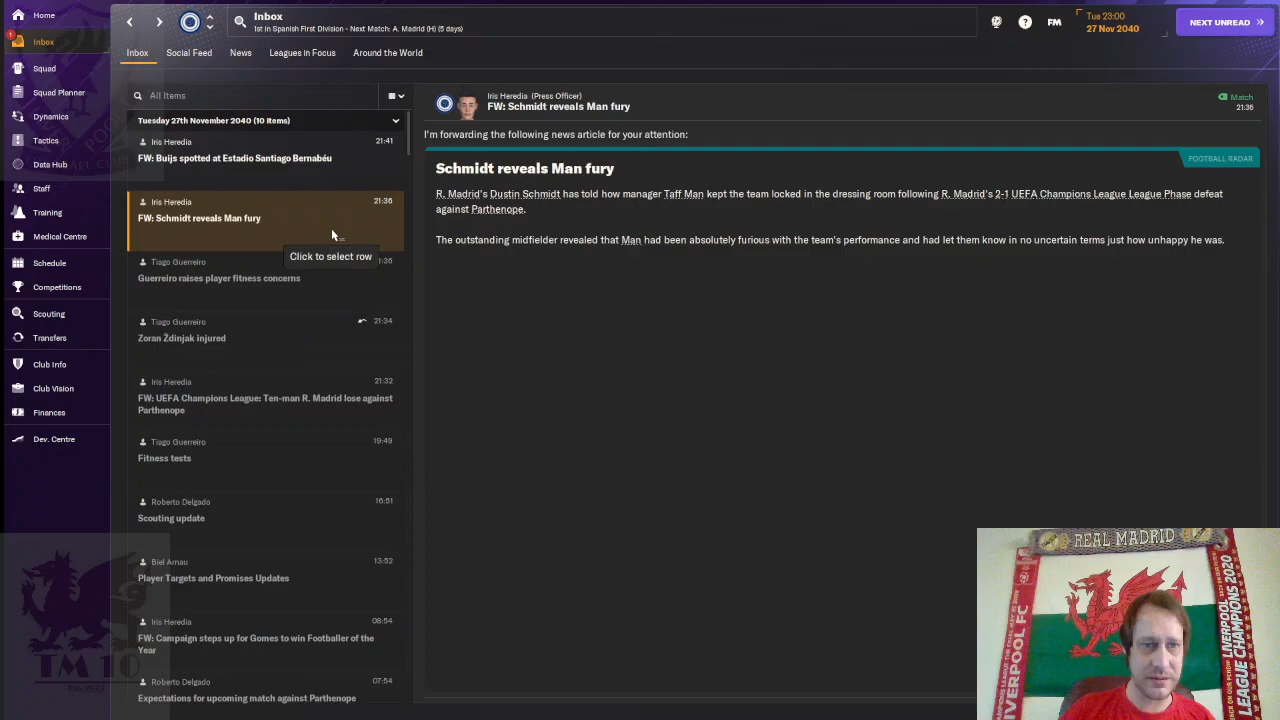 Inbox
1st in Spanish First Division - Next Match: A. Madrid (H) (5 days)
FM
Tue 23:00
27 Nov 2040
NEXT UNREAD
Home
1
Inbox
Squad
Squad Planner
Dynamics
Tactics
Data Hub
Staff
Training
Medical Centre
Schedule
Competitions
Scouting
Transfers
Club Info
Club Vision
Finances
Dev. Centre
Inbox
Social Feed
News
Leagues in Focus
Around the World
All Items
Tuesday 27th November 2040 (10 Items)
Iris Heredia
21:41
FW: Buijs spotted at Estadio Santiago Bernabéu
Iris Heredia
21:36
FW: Schmidt reveals Man fury
Click to select row
Tiago Guerreiro
1:36
Guerreiro raises player fitness concerns
Tiago Guerreiro
21:34
Zoran Ždinjak injured
Iris Heredia
21:32
FW: UEFA Champions League: Ten-man R. Madrid lose against
Parthenope
Tiago Guerreiro
19:49
Fitness tests
Roberto Delgado
16:51
Scouting update
Biel Arnau
13:52
Player Targets and Promises Updates
Iris Heredia
08:54
FW: Campaign steps up for Gomes to win Footballer of the
Year
Roberto Delgado
07:54
Expectations for upcoming match against Parthenope
Iris Heredia (Press Officer)
FW: Schmidt reveals Man fury
Match
21:36
I'm forwarding the following news article for your attention:
Schmidt reveals Man fury
FOOTBALL RADAR
R. Madrid's Dustin Schmidt has told how manager Taff Man kept the team locked in the dressing room following R. Madrid's 2-1 UEFA Champions League League Phase defeat
against Parthenope.
The outstanding midfielder revealed that Man had been absolutely furious with the team's performance and had let them know in no uncertain terms just how unhappy he was.
TM10
REAL MADRID
LIVERPOOL FC
LIVERPOOL
LEAGUE CHAMPIONS 2020